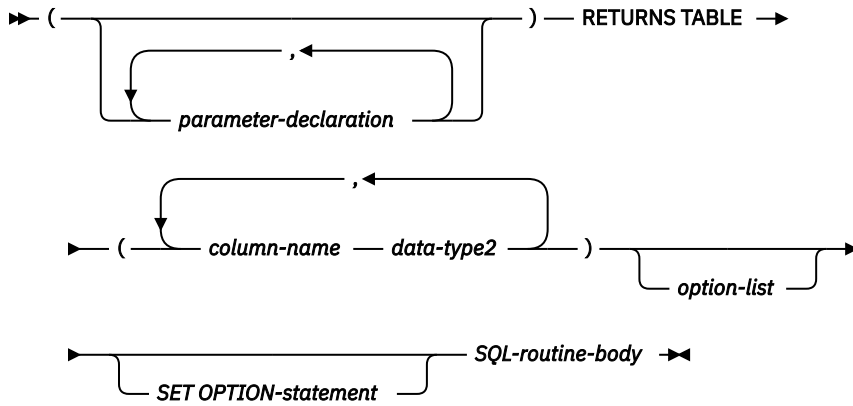 ( ) RETURNS TABLE
,
parameter-declaration
,
( column-name data-type2 )
option-list
SQL-routine-body
SET OPTION-statement